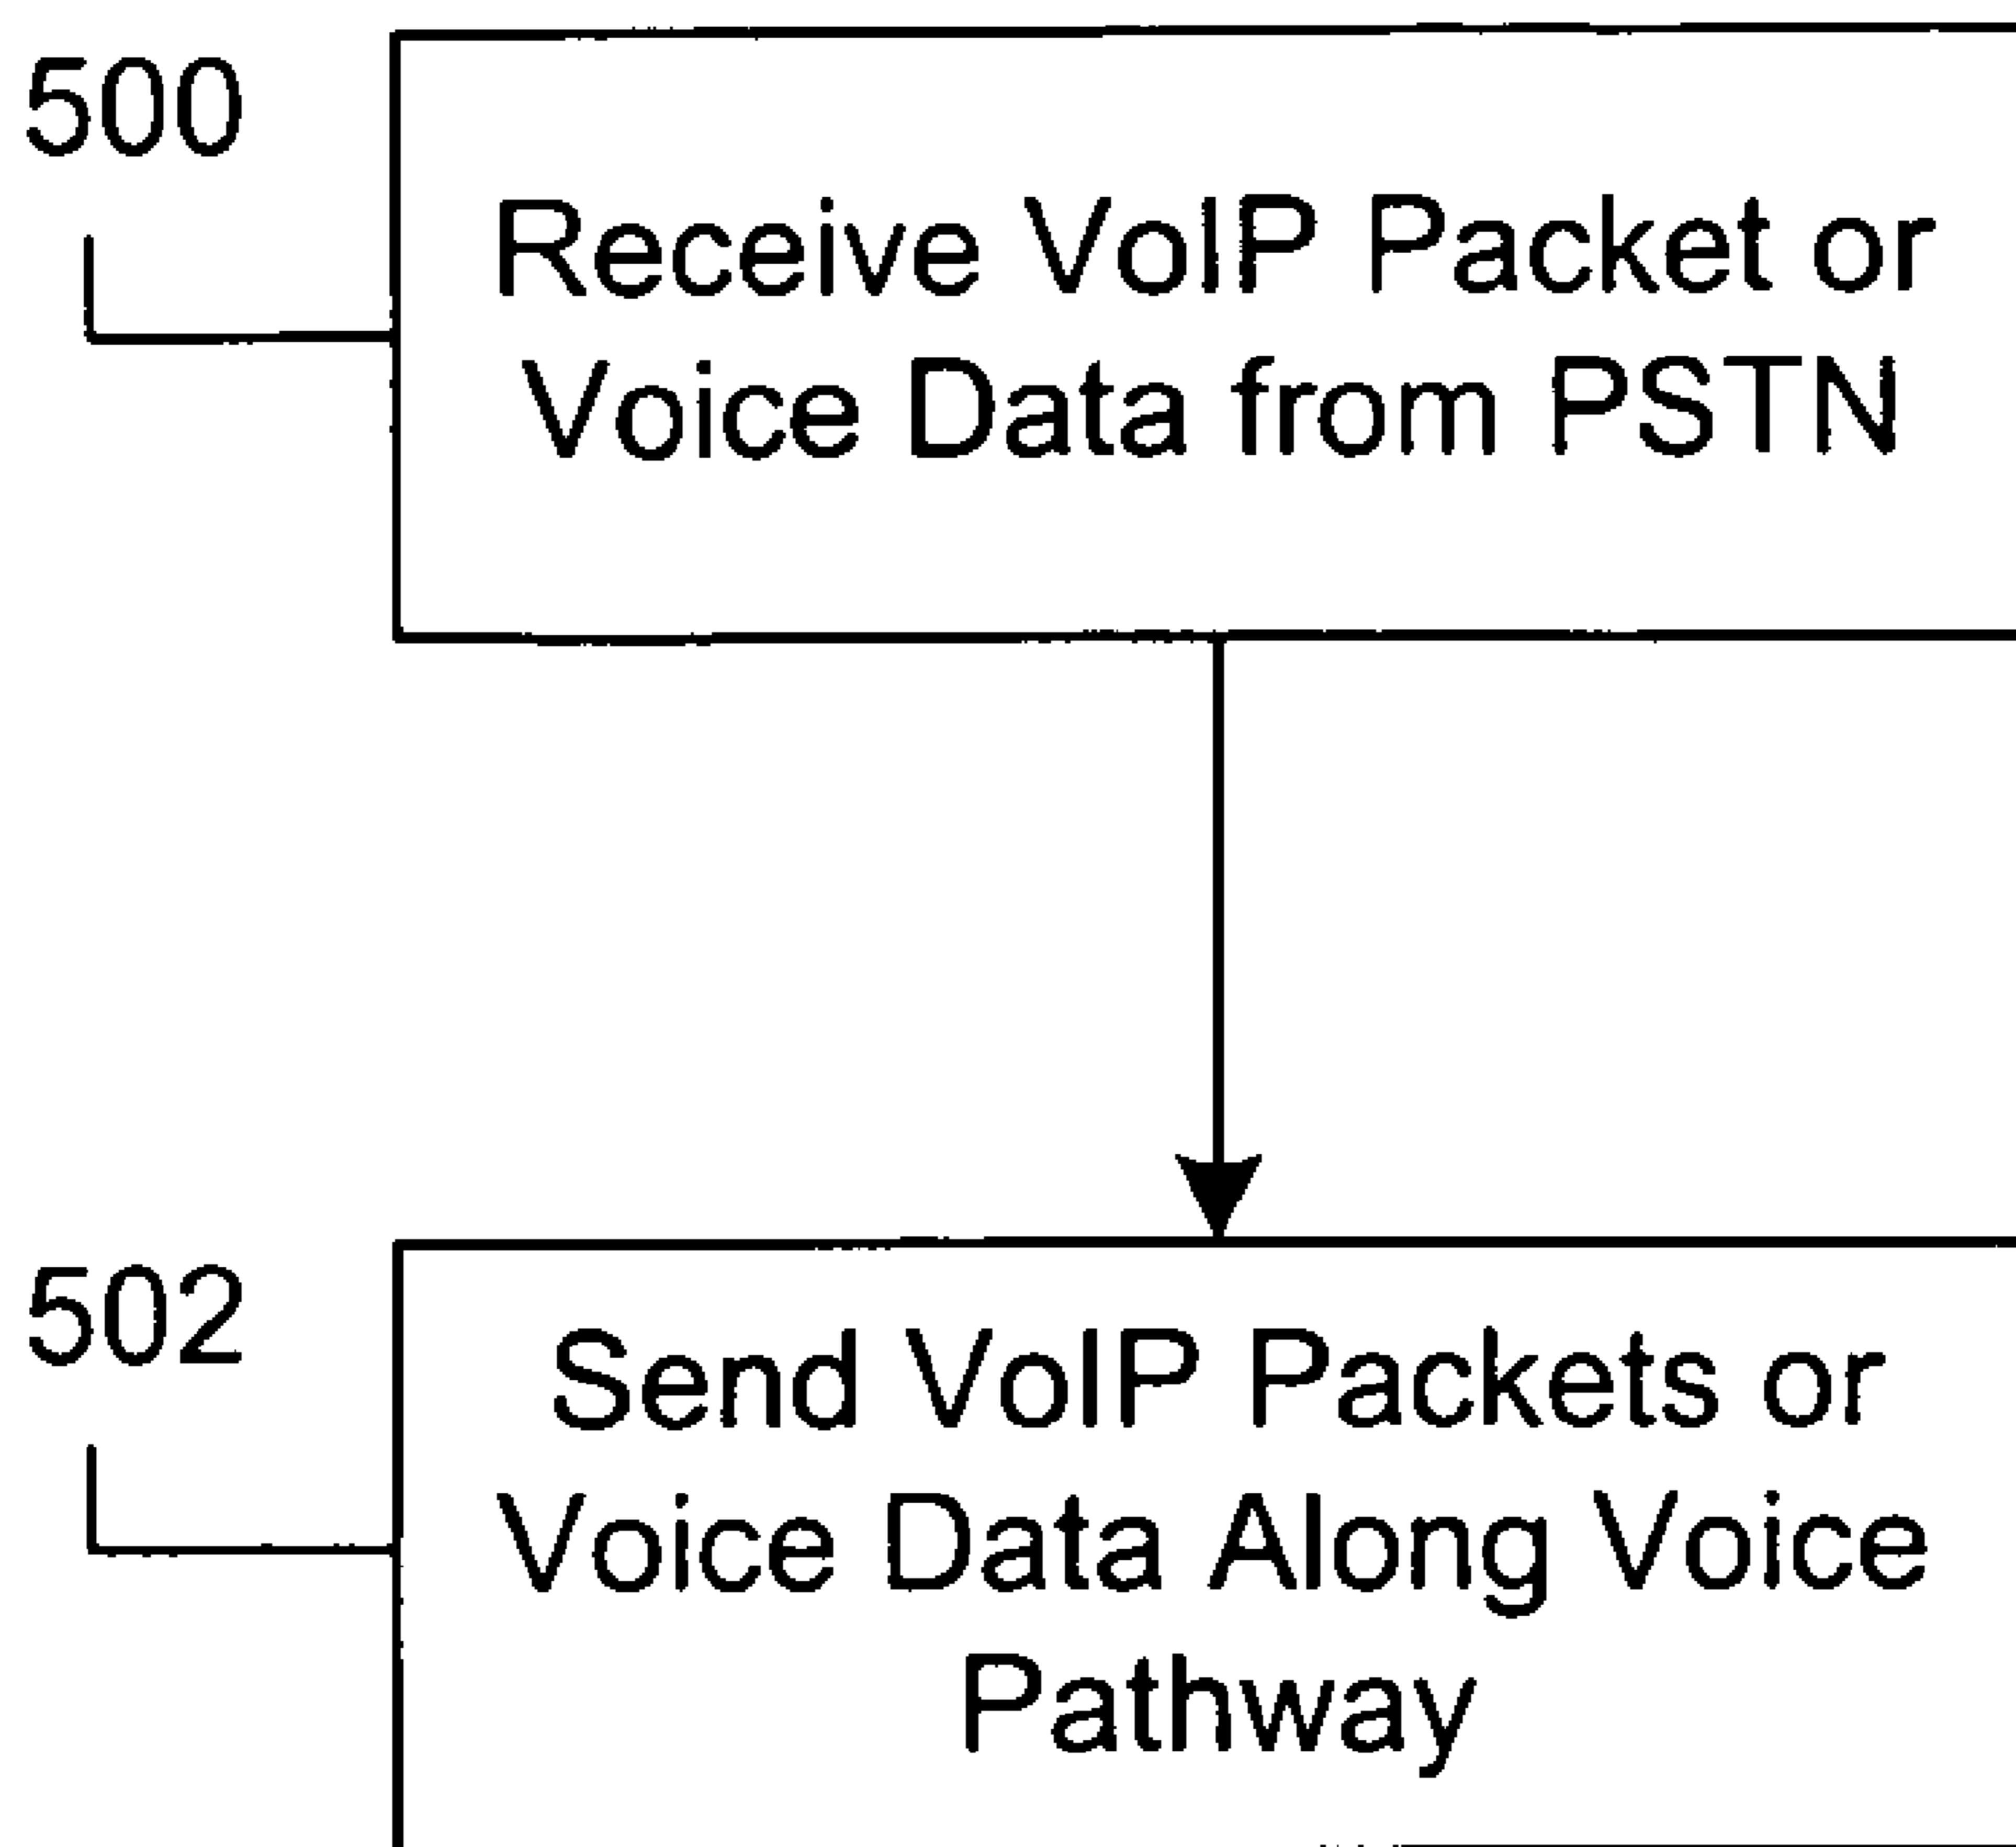 500
Receive VoIP Packet or
Voice Data from PSTN
502
Send VoIP Packets or
Voice Data Along Voice
Pathway